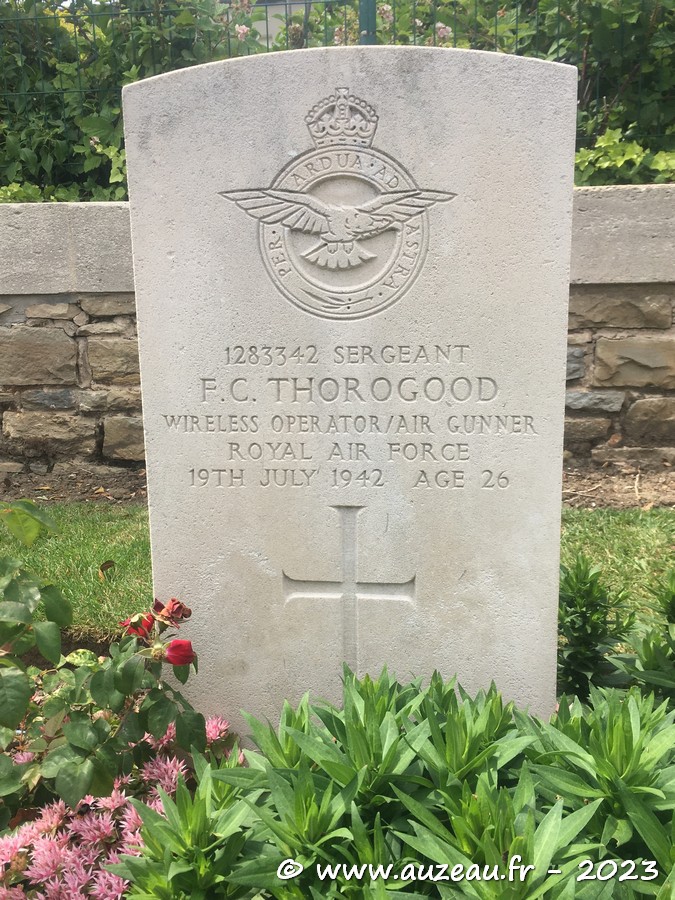 PER ARDUA AD ASTRA
1283342 SERGEANT
F.C. THOROGOOD
WIRELESS OPERATOR/AIR GUNNER
ROYAL AIR FORCE
19TH JULY 1942 AGE 26
© www.auzeau.fr - 2023